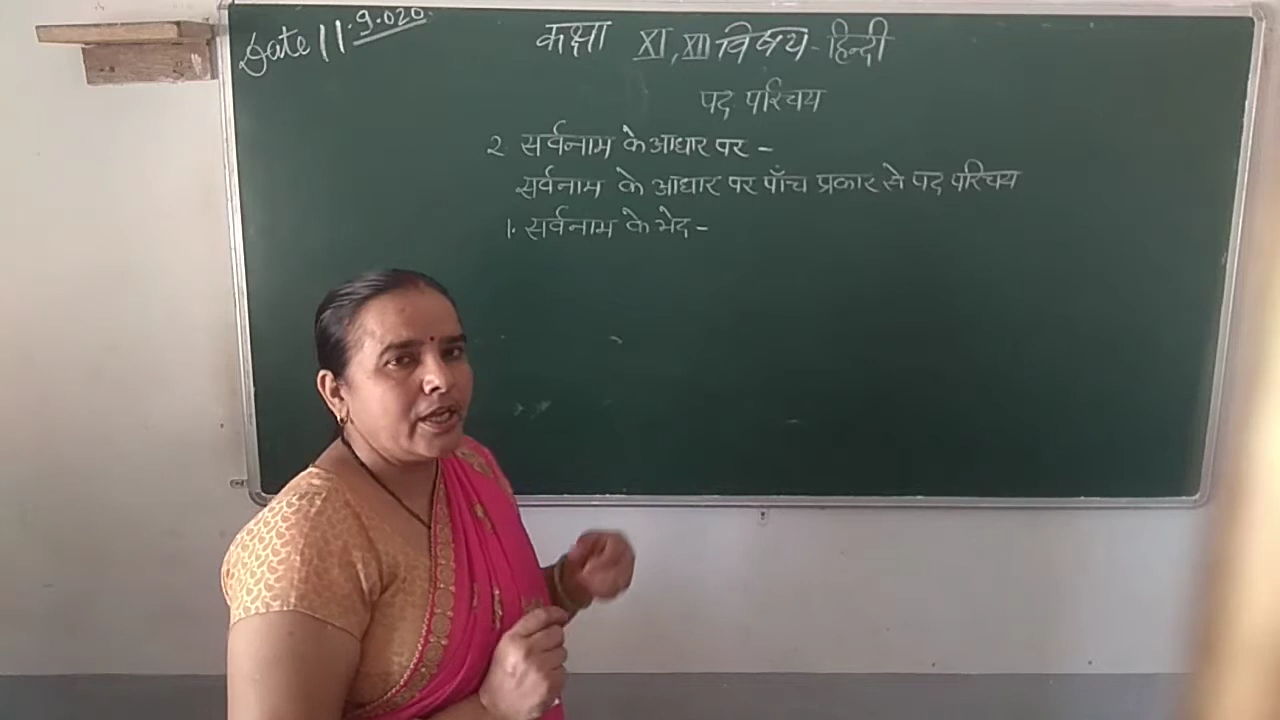 Date 11.9.020
कक्षा XI, XII विषय - हिन्दी
पद परिचय
2. सर्वनाम के आधार पर -
सर्वनाम के आधार पर पाँच प्रकार से पद परिचय
1. सर्वनाम के भेद -